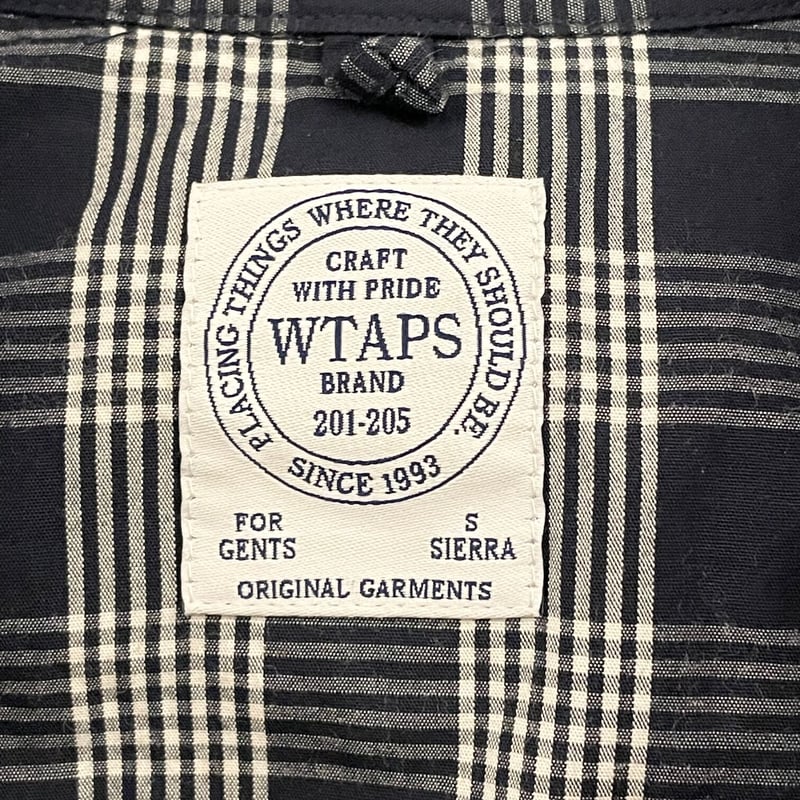 PLACING THINGS WHERE THEY SHOULD BE.
CRAFT
WITH PRIDE
WTAPS
BRAND
201-205
SINCE 1993
FOR
GENTS
S
SIERRA
ORIGINAL GARMENTS